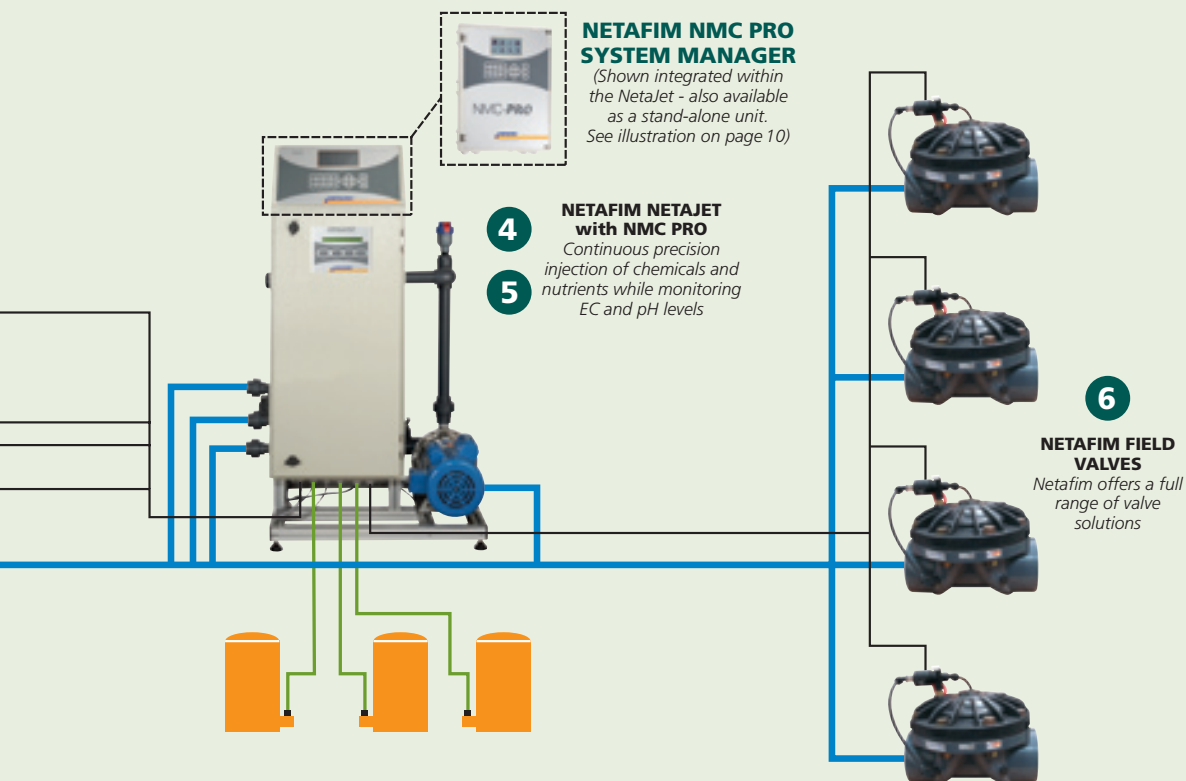 NETAFIM NMC PRO
SYSTEM MANAGER
(Shown integrated within
the NetaJet - also available
as a stand-alone unit.
See illustration on page 10)
NMC-PRO
4
5
NETAFIM NETAJET
with NMC PRO
Continuous precision
injection of chemicals and
nutrients while monitoring
EC and pH levels
6
NETAFIM FIELD
VALVES
Netafim offers a full
range of valve
solutions